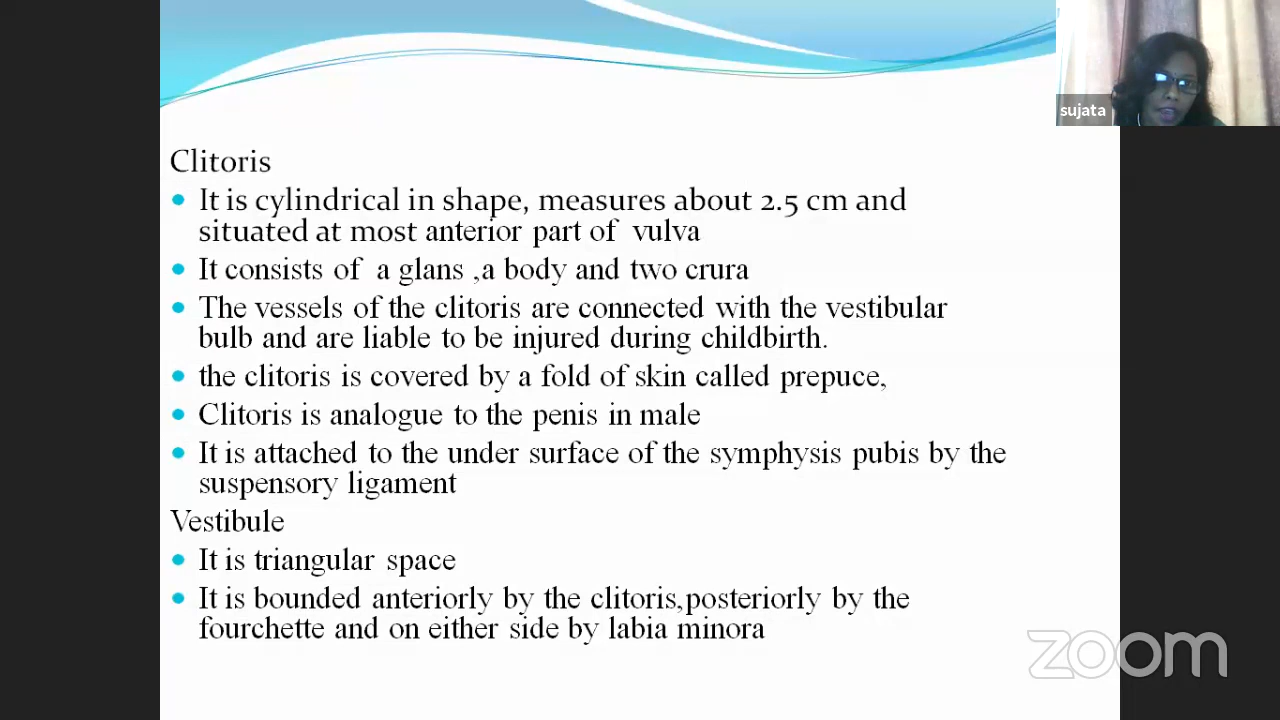 sujata
Clitoris
It is cylindrical in shape, measures about 2.5 cm and
situated at most anterior part of vulva
It consists of a glans ,a body and two crura
The vessels of the clitoris are connected with the vestibular
bulb and are liable to be injured during childbirth.
the clitoris is covered by a fold of skin called prepuce,
Clitoris is analogue to the penis in male
It is attached to the under surface of the symphysis pubis by the
suspensory ligament
Vestibule
It is triangular space
It is bounded anteriorly by the clitoris,posteriorly by the
fourchette and on either side by labia minora
zoom